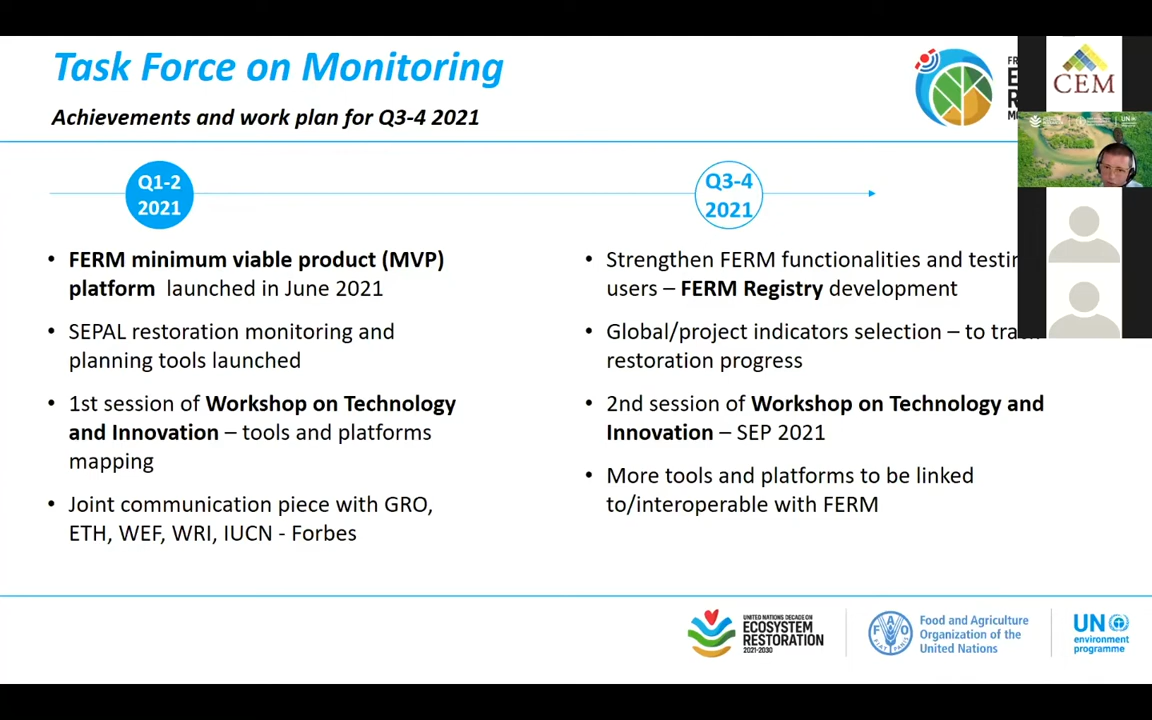 Task Force on Monitoring
Achievements and work plan for Q3-4 2021
CEM
UN
Q1-2
2021
Q3-4
2021
• FERM minimum viable product (MVP)
platform launched in June 2021
• SEPAL restoration monitoring and
planning tools launched
• 1st session of Workshop on Technology
and Innovation – tools and platforms
mapping
• Joint communication piece with GRO,
ETH, WEF, WRI, IUCN - Forbes
• Strengthen FERM functionalities and testin
users – FERM Registry development
• Global/project indicators selection – to tra
restoration progress
• 2nd session of Workshop on Technology and
Innovation – SEP 2021
• More tools and platforms to be linked
to/interoperable with FERM
UNITED NATIONS DECADE ON
ECOSYSTEM
RESTORATION
2021-2030
FAO
FIAT PANIS
Food and Agriculture
Organization of the
United Nations
UN
environment
programme